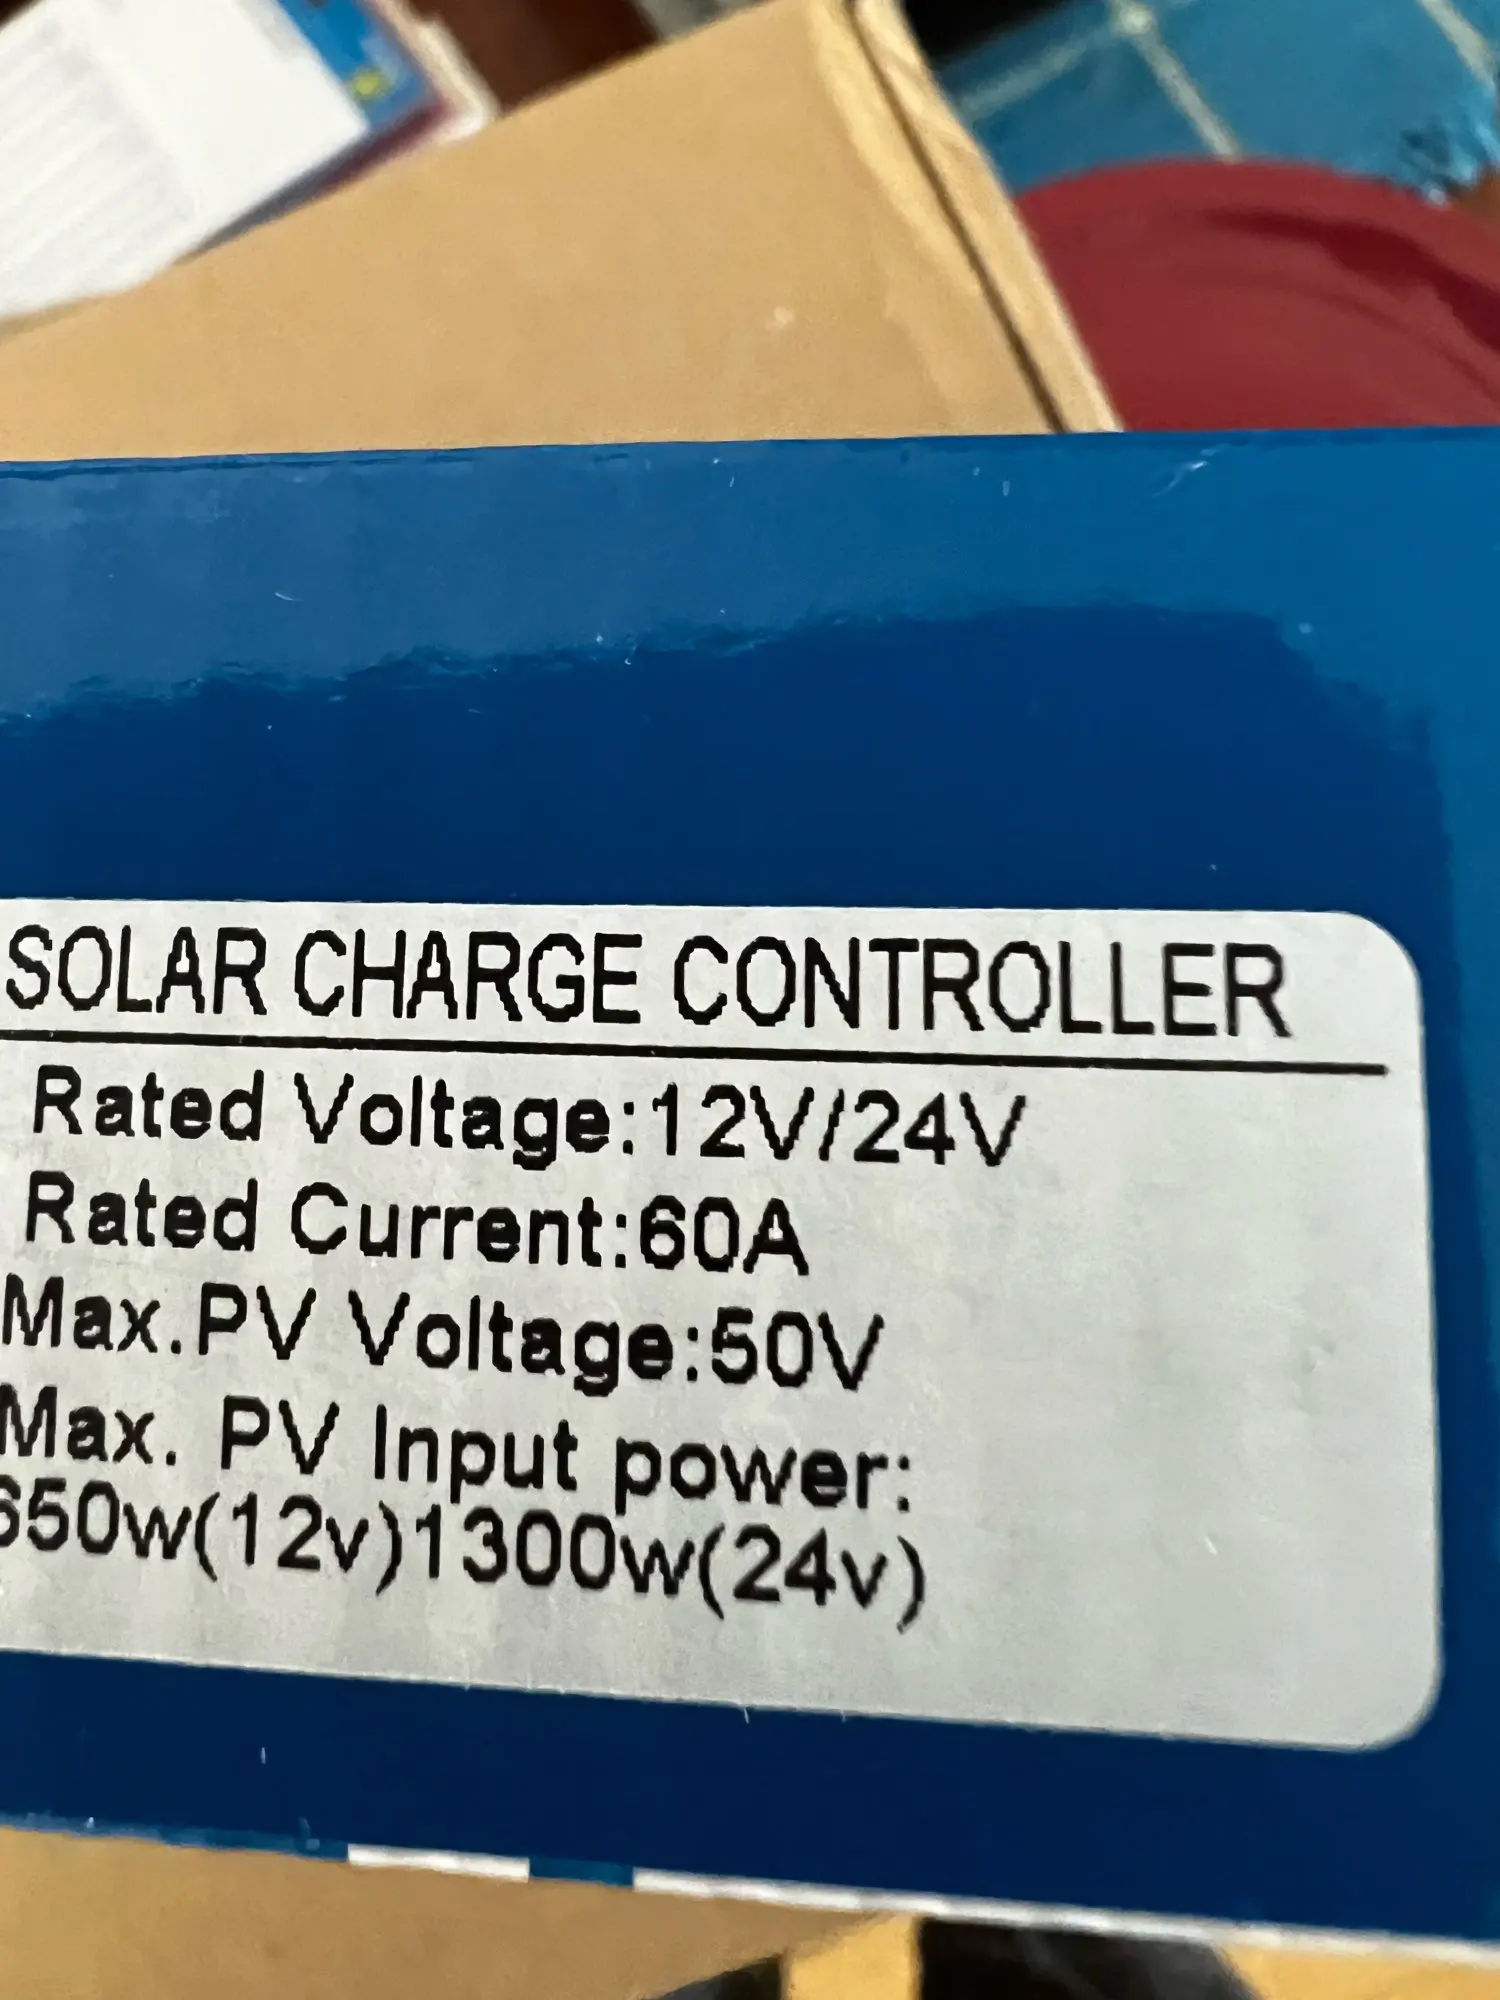 SOLAR CHARGE CONTROLLER
Rated Voltage:12V/24V
Rated Current:60A
Max.PV Voltage:50V
Max. PV Input power:
650w(12v)1300w(24v)